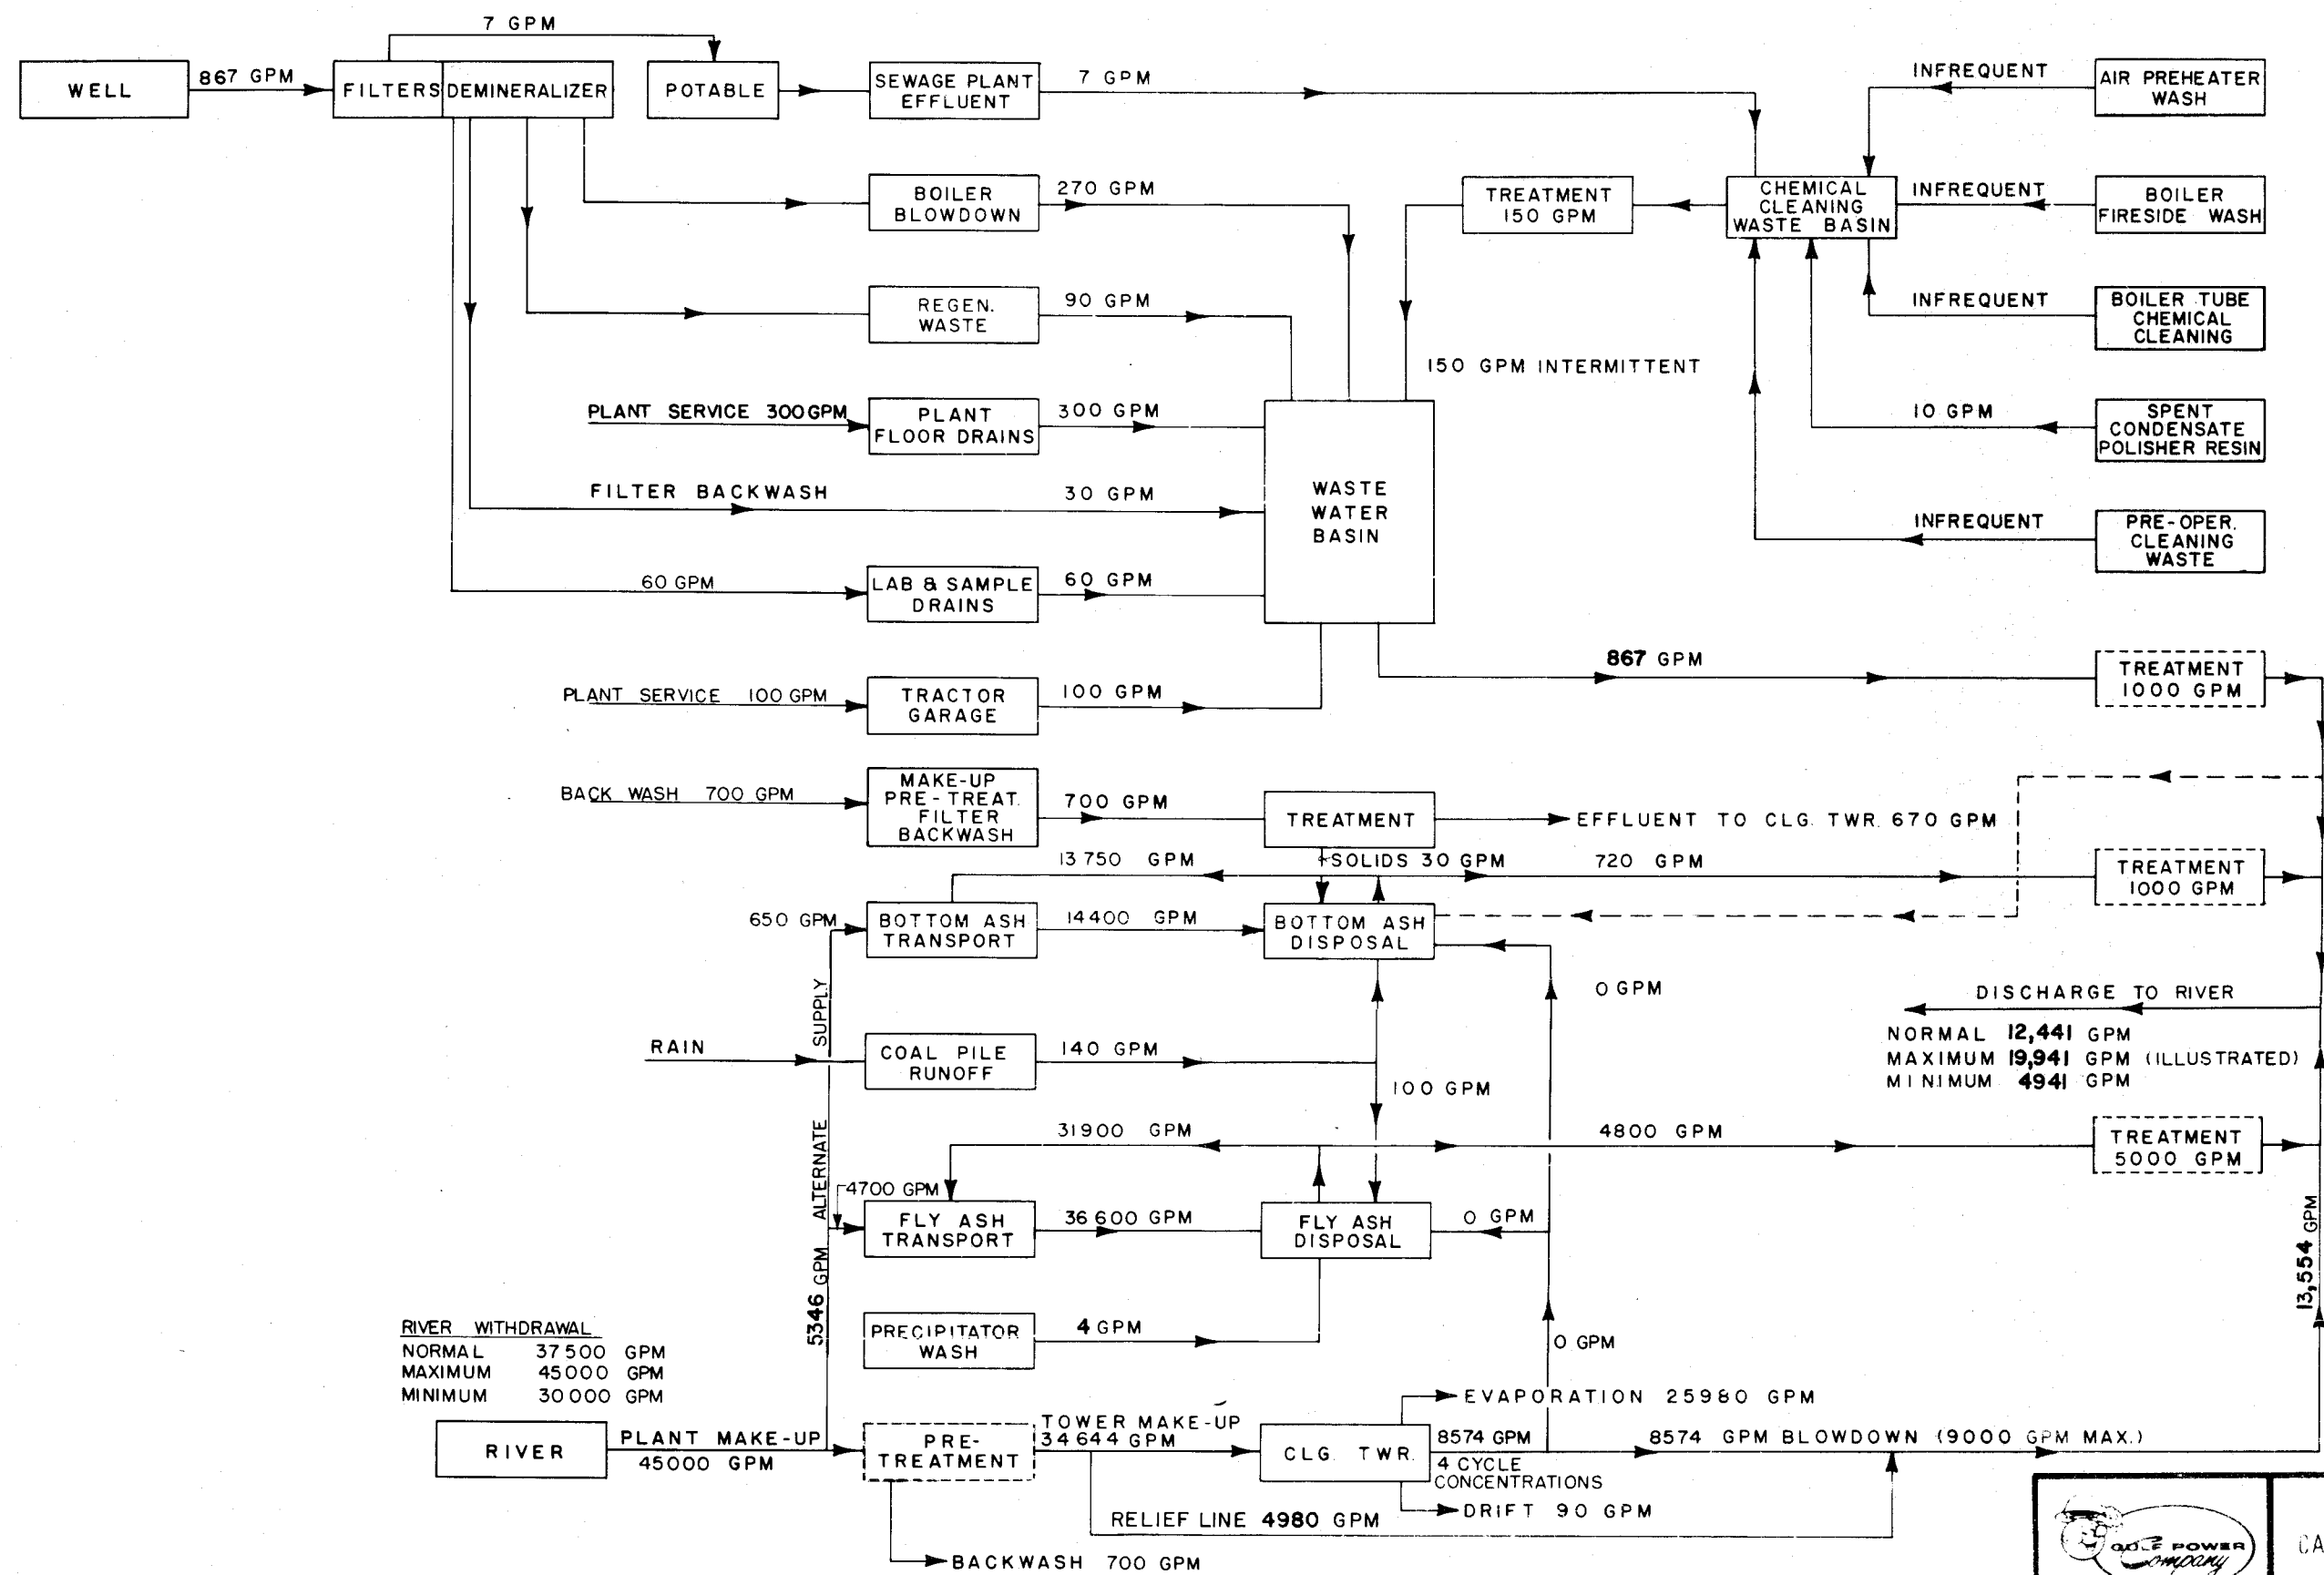 7 GPM
WELL
867 GPM
FILTERS
DEMINERALIZER
POTABLE
SEWAGE PLANT
EFFLUENT
7 GPM
INFREQUENT
AIR PREHEATER
WASH
BOILER
BLOWDOWN
270 GPM
TREATMENT
150 GPM
CHEMICAL
CLEANING
WASTE BASIN
INFREQUENT
BOILER
FIRESIDE WASH
REGEN.
WASTE
90 GPM
INFREQUENT
BOILER TUBE
CHEMICAL
CLEANING
150 GPM INTERMITTENT
PLANT SERVICE 300GPM
PLANT
FLOOR DRAINS
300 GPM
10 GPM
SPENT
CONDENSATE
POLISHER RESIN
FILTER BACKWASH
30 GPM
WASTE
WATER
BASIN
INFREQUENT
PRE-OPER.
CLEANING
WASTE
60 GPM
LAB & SAMPLE
DRAINS
60 GPM
867 GPM
TREATMENT
1000 GPM
PLANT SERVICE 100 GPM
TRACTOR
GARAGE
100 GPM
BACK WASH 700 GPM
MAKE-UP
PRE-TREAT.
FILTER
BACKWASH
700 GPM
TREATMENT
EFFLUENT TO CLG. TWR. 670 GPM
13750 GPM
SOLIDS 30 GPM
720 GPM
TREATMENT
1000 GPM
650 GPM
BOTTOM ASH
TRANSPORT
14400 GPM
BOTTOM ASH
DISPOSAL
0 GPM
DISCHARGE TO RIVER
NORMAL 12,441 GPM
MAXIMUM 19,941 GPM (ILLUSTRATED)
MINIMUM 4941 GPM
RAIN
COAL PILE
RUNOFF
140 GPM
100 GPM
5346 GPM ALTERNATE SUPPLY
31900 GPM
4800 GPM
TREATMENT
5000 GPM
4700 GPM
FLY ASH
TRANSPORT
36600 GPM
FLY ASH
DISPOSAL
0 GPM
13,554 GPM
PRECIPITATOR
WASH
4 GPM
0 GPM
RIVER WITHDRAWAL
NORMAL 37500 GPM
MAXIMUM 45000 GPM
MINIMUM 30000 GPM
RIVER
PLANT MAKE-UP
45000 GPM
PRE-
TREATMENT
TOWER MAKE-UP
34644 GPM
CLG. TWR.
EVAPORATION 25980 GPM
8574 GPM
4 CYCLE
CONCENTRATIONS
8574 GPM BLOWDOWN (9000 GPM MAX.)
DRIFT 90 GPM
RELIEF LINE 4980 GPM
BACKWASH 700 GPM
GULF POWER
Company
CA